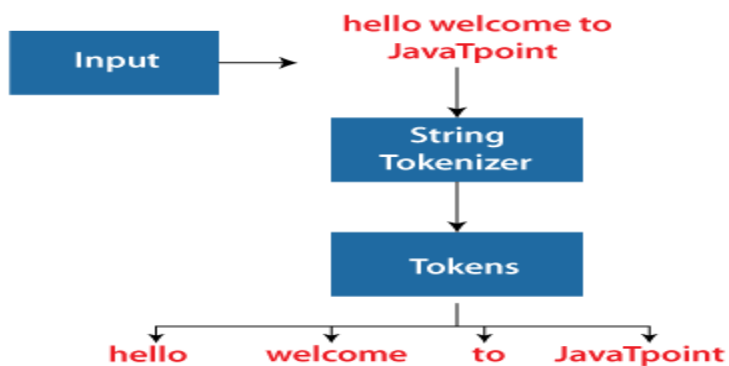 Input
hello welcome to
JavaTpoint
String
Tokenizer
Tokens
hello welcome to JavaTpoint